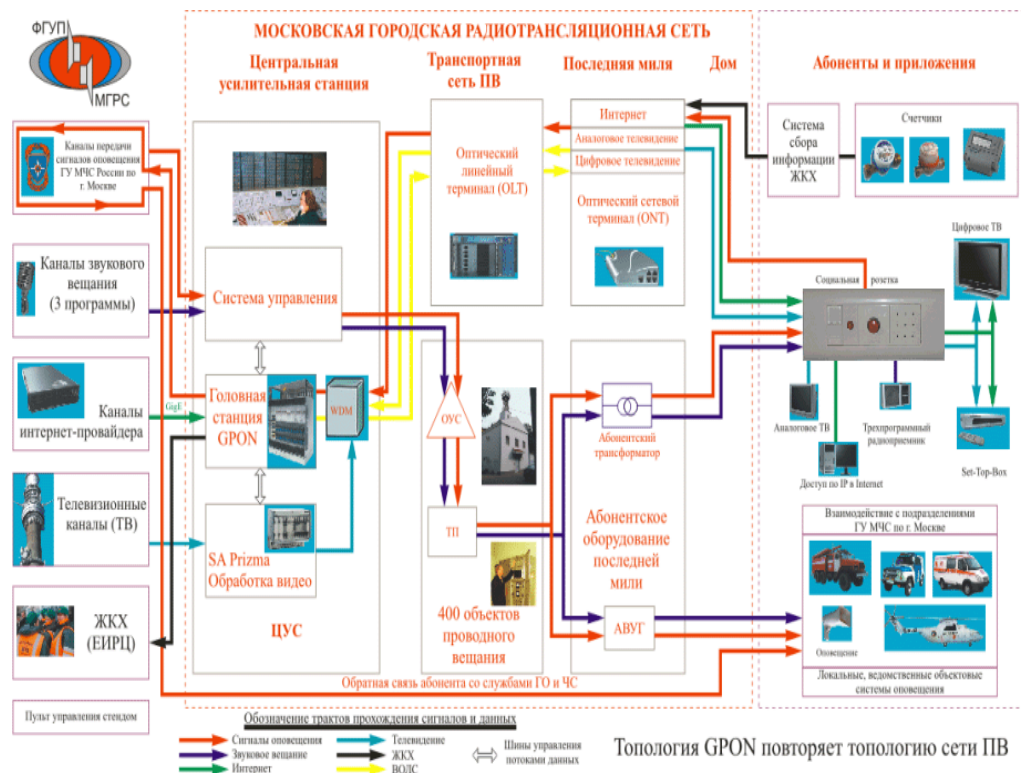 ФГУП
МГРС
МОСКОВСКАЯ ГОРОДСКАЯ РАДИОТРАНСЛЯЦИОННАЯ СЕТЬ
Центральная
усилительная станция
Транспортная
сеть ПВ
Последняя миля
Дом
Абоненты и приложения
Каналы передачи
сигналов оповещения
ГУ МЧС России по
г. Москве
Каналы звукового
вещания
(3 программы)
GigE
Каналы
интернет-провайдера
Телевизионные
каналы (ТВ)
ЖКХ
(ЕИРЦ)
Пульт управления стендом
Система управления
Головная
станция
GPON
WDM
SA Prizma
Обработка видео
ЦУС
Оптический
линейный
терминал (OLT)
ОУС
ТП
400 объектов
проводного
вещания
Интернет
Аналоговое телевидение
Цифровое телевидение
Оптический сетевой
терминал (ONT)
Абонентский
трансформатор
Абонентское
оборудование
последней
мили
АВУГ
Обратная связь абонента со службами ГО и ЧС
Система
сбора
информации
ЖКХ
Счетчики
Цифровое ТВ
Социальная розетка
Аналоговое ТВ
Трехпрограммный
радиоприемник
Доступ по IP в Internet
Set-Top-Box
Взаимодействие с подразделениями
ГУ МЧС по г. Москве
Оповещение
Локальные, ведомственные объектовые
системы оповещения
Обозначение трактов прохождения сигналов и данных
Сигналы оповещения
Звуковое вещание
Интернет
Телевидение
ЖКХ
ВОЛС
Шины управления
потоками данных
Топология GPON повторяет топологию сети ПВ